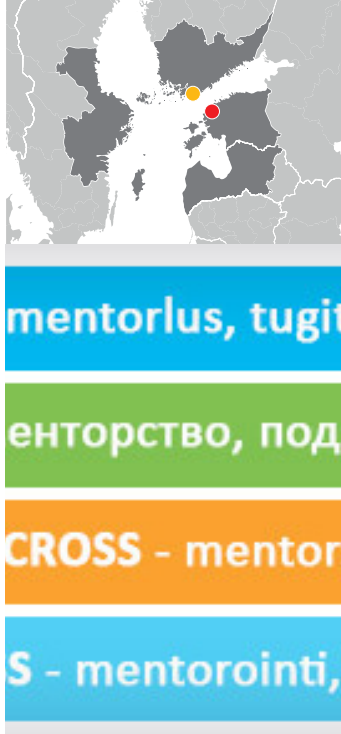 mentorlus, tugit
енторство, под
CROSS - mentor
S - mentorointi,